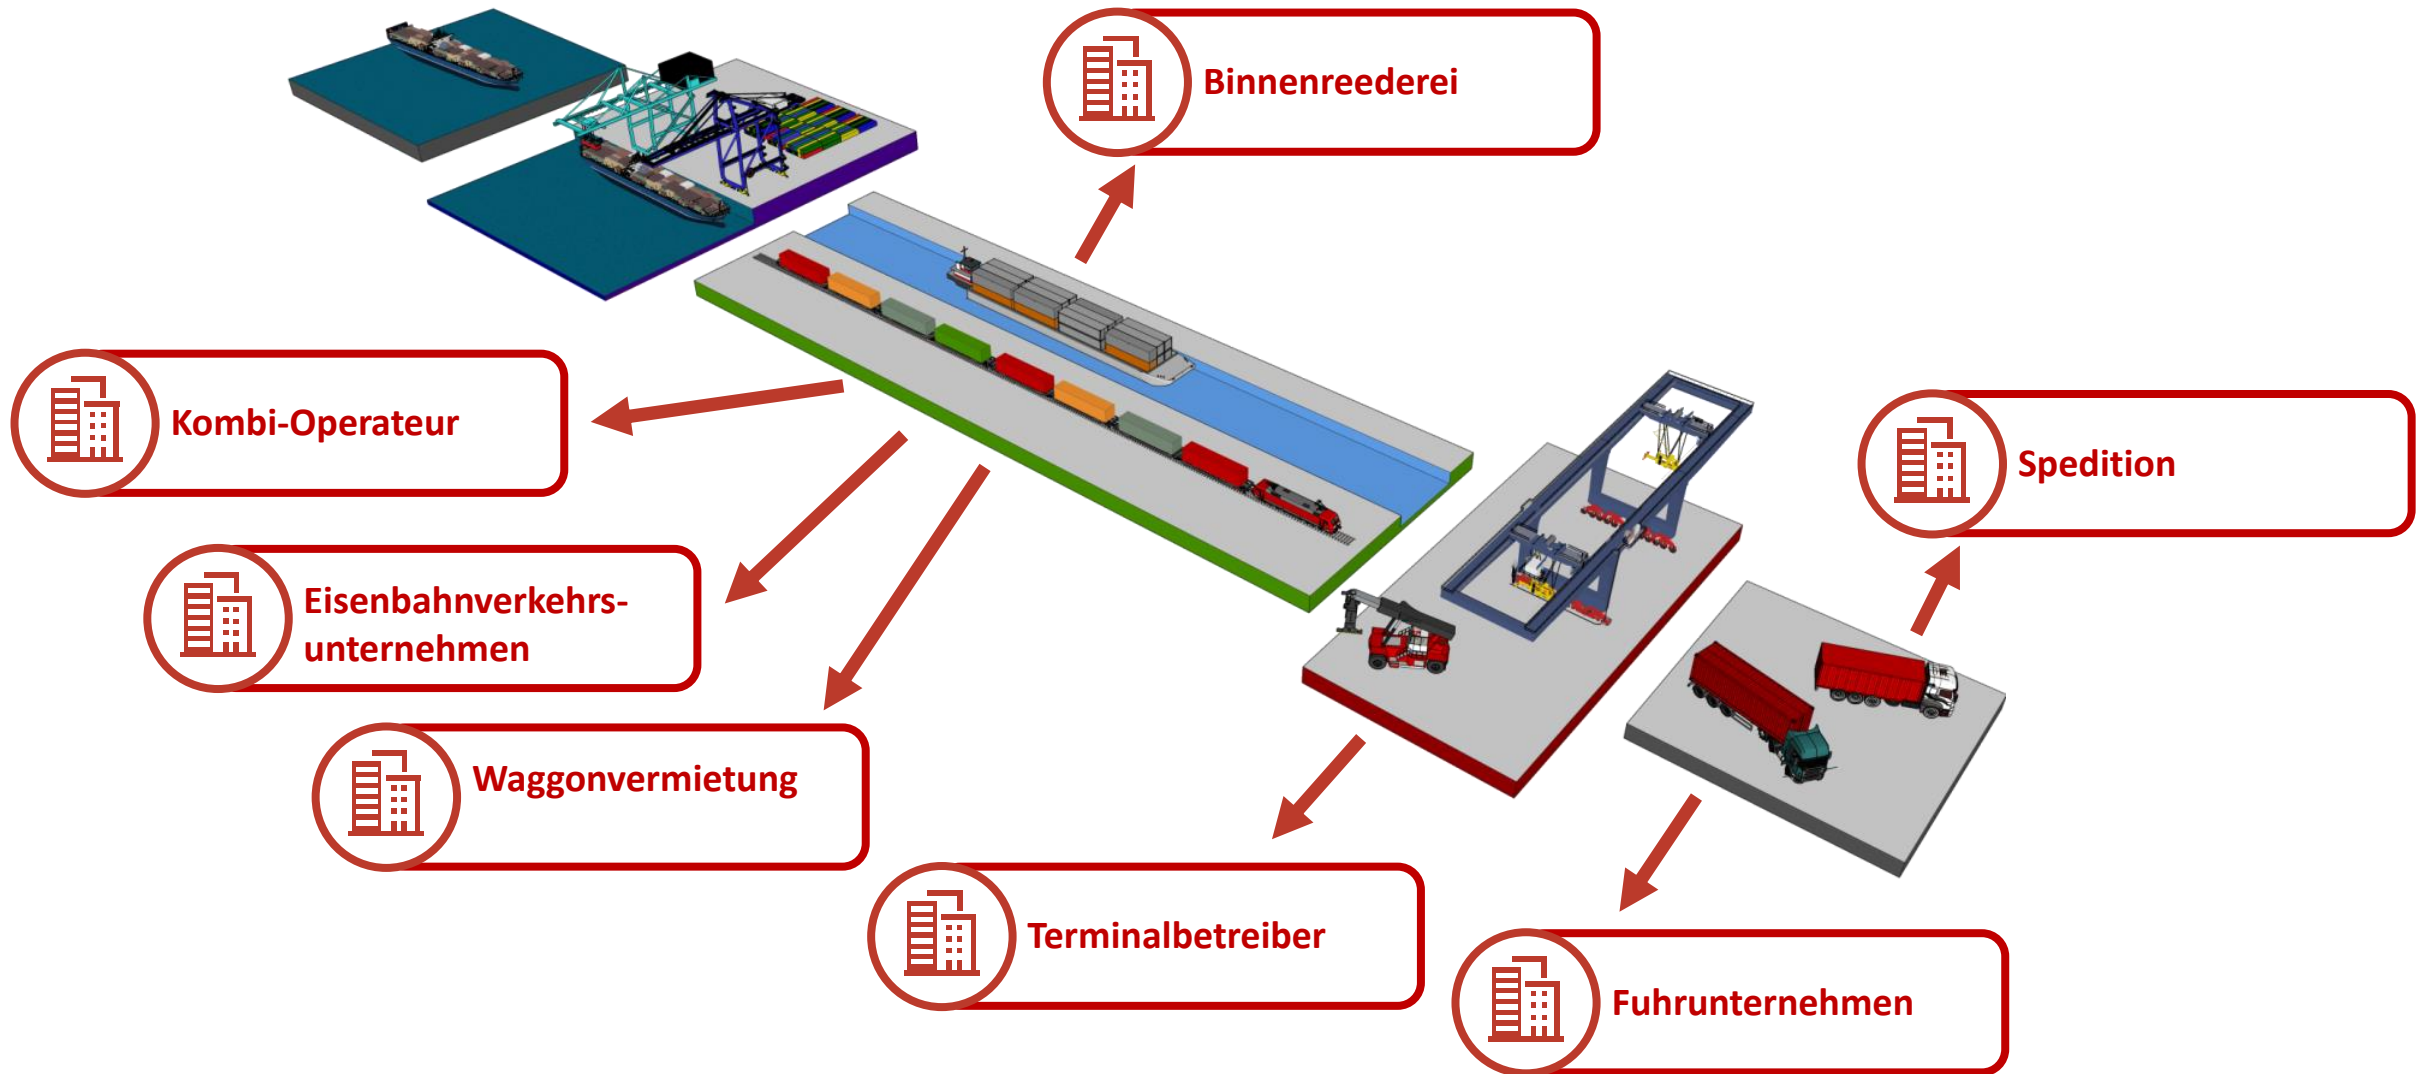 Binnenreederei
Kombi-Operateur
Spedition
Eisenbahnverkehrs-
unternehmen
Waggonvermietung
Terminalbetreiber
Fuhrunternehmen